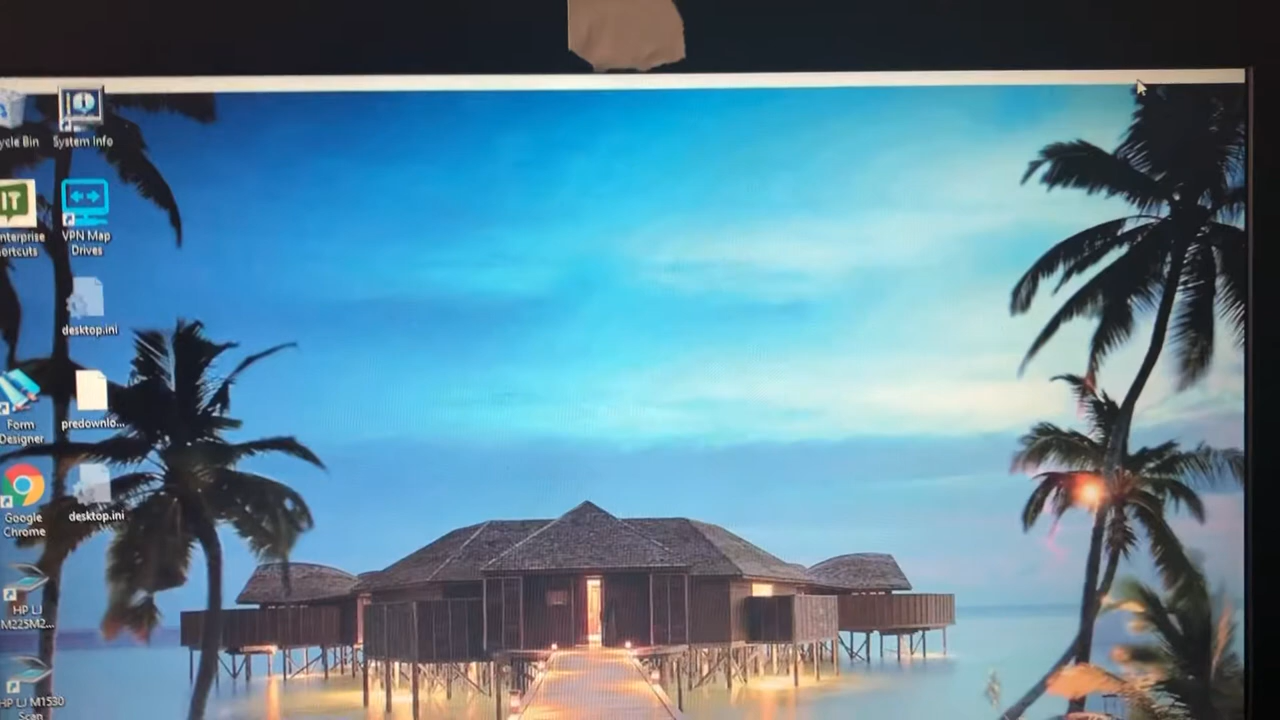 ycle Bin
System Info
IT
nterprise
ortcuts
VPN Map
Drives
desktop.ini
Form
Designer
predownlo...
Google
Chrome
desktop.ini
HP LJ
M225M2...
HP LJ M1530
Scan